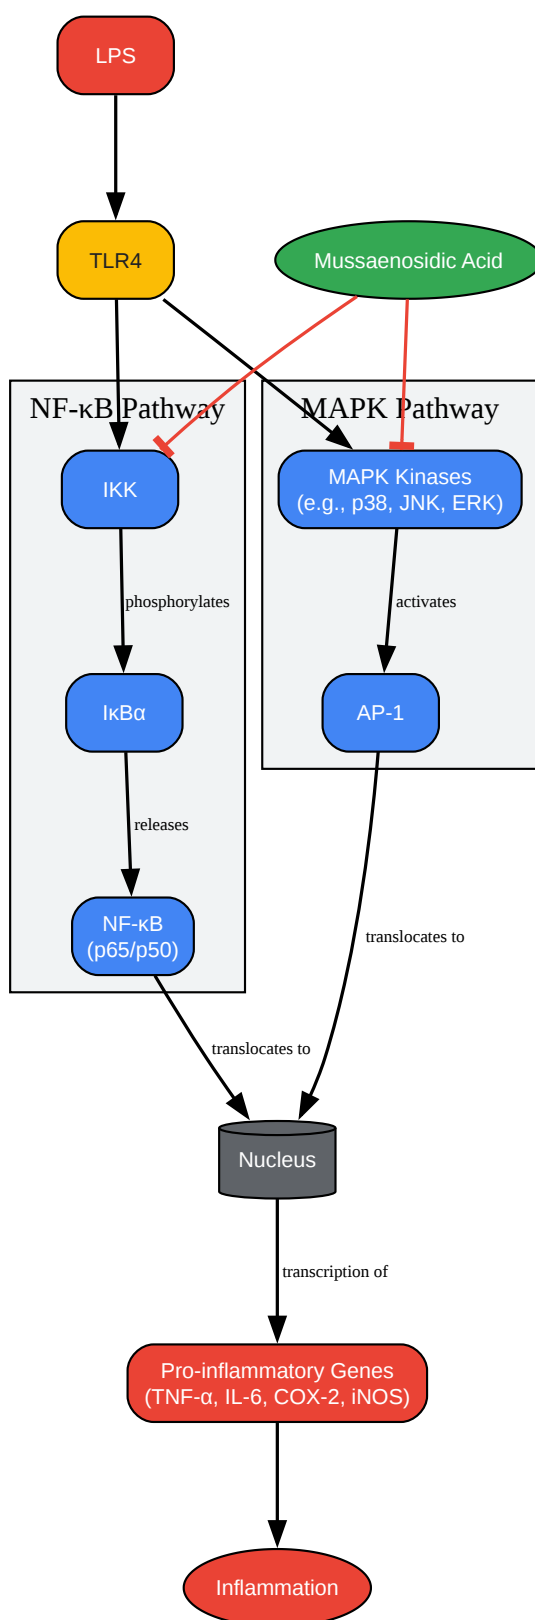 LPS
TLR4
Mussaenosidic Acid
NF-κB Pathway
MAPK Pathway
IKK
MAPK Kinases
(e.g., p38, JNK, ERK)
phosphorylates
activates
IκBα
AP-1
releases
NF-κB
(p65/p50)
translocates to
translocates to
Nucleus
transcription of
Pro-inflammatory Genes
(TNF-α, IL-6, COX-2, iNOS)
Inflammation